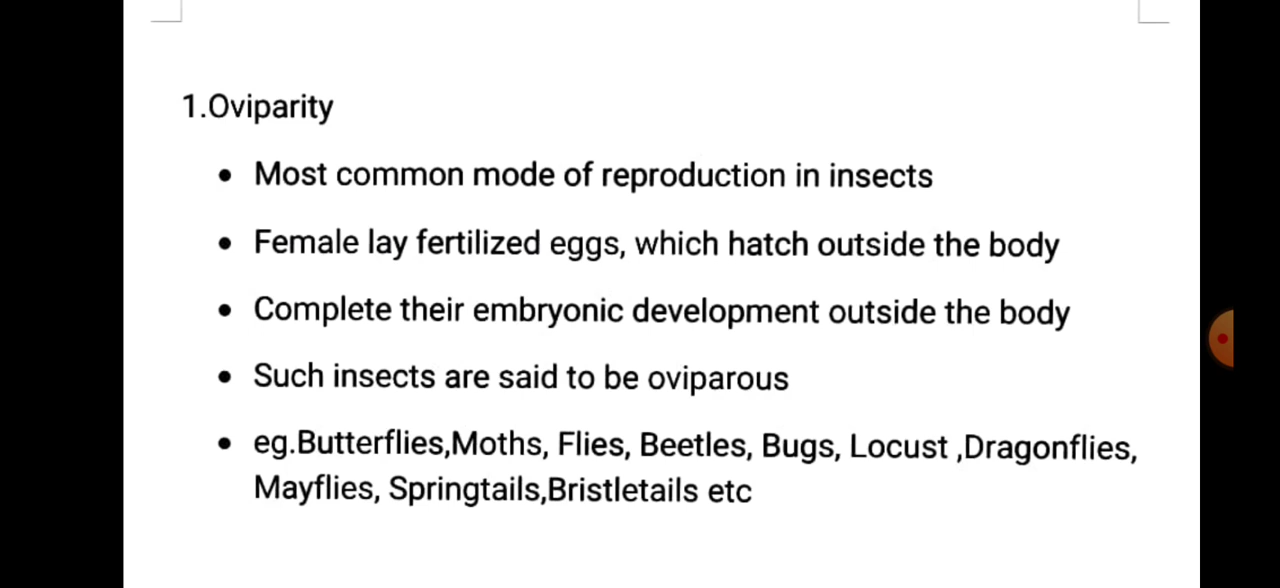 1.Oviparity
• Most common mode of reproduction in insects
• Female lay fertilized eggs, which hatch outside the body
• Complete their embryonic development outside the body
• Such insects are said to be oviparous
• eg.Butterflies,Moths, Flies, Beetles, Bugs, Locust ,Dragonflies,
Mayflies, Springtails,Bristletails etc